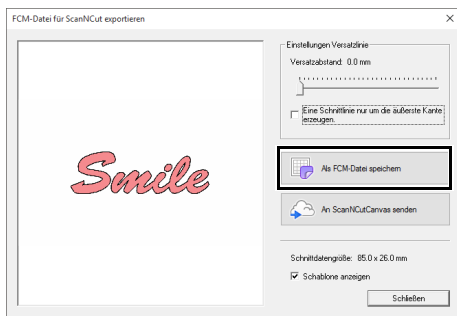 FCM-Datei für ScanNCut exportieren
Smile
Einstellungen Versatzlinie
Versatzabstand: 0.0 mm
Eine Schnittlinie nur um die äußerste Kante
erzeugen.
Als FCM-Datei speichern
An ScanNCutCanvas senden
Schnittdatengröße: 85.0 x 26.0 mm
Schablone anzeigen
Schließen